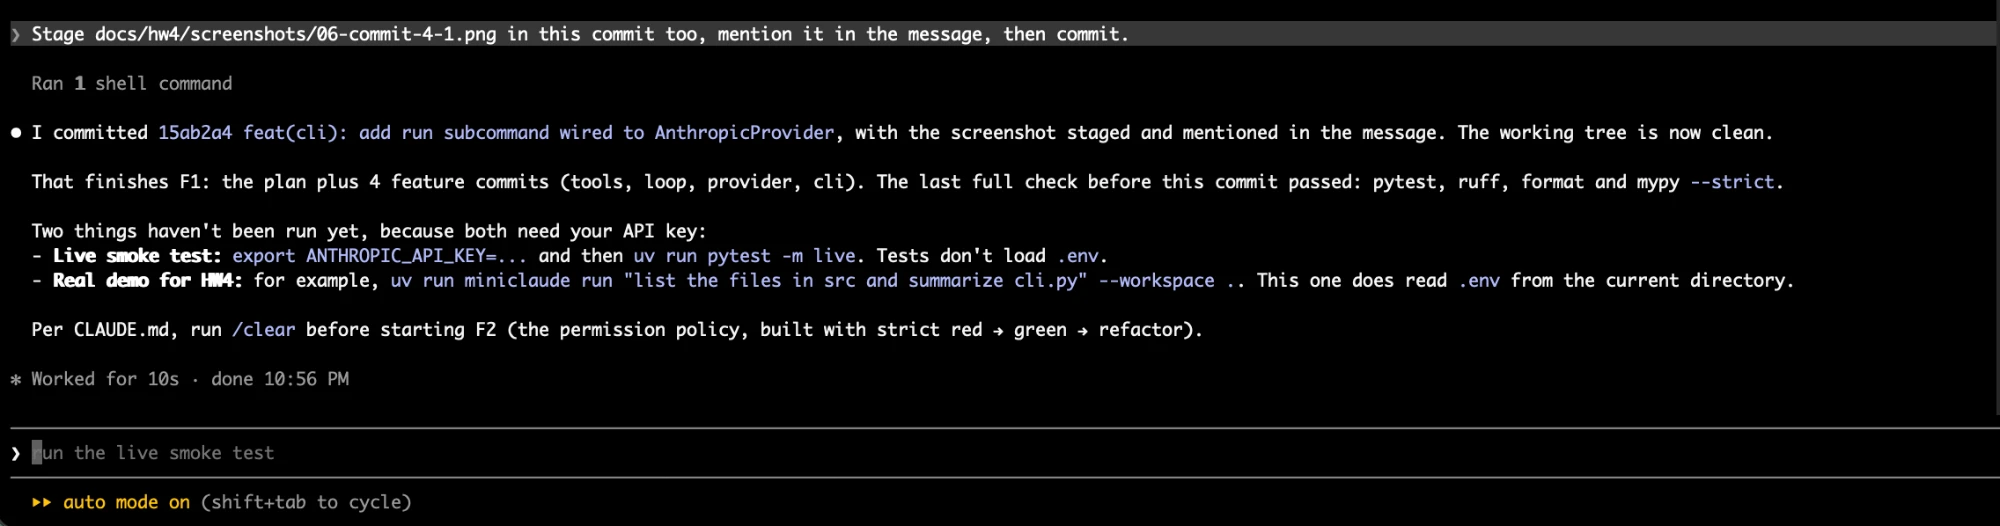 ❯ Stage docs/hw4/screenshots/06-commit-4-1.png in this commit too, mention it in the message, then commit.
Ran 1 shell command
● I committed 15ab2a4 feat(cli): add run subcommand wired to AnthropicProvider, with the screenshot staged and mentioned in the message. The working tree is now clean.
That finishes F1: the plan plus 4 feature commits (tools, loop, provider, cli). The last full check before this commit passed: pytest, ruff, format and mypy --strict.
Two things haven't been run yet, because both need your API key:
- Live smoke test: export ANTHROPIC_API_KEY=... and then uv run pytest -m live. Tests don't load .env.
- Real demo for HW4: for example, uv run miniclaude run "list the files in src and summarize cli.py" --workspace .. This one does read .env from the current directory.
Per CLAUDE.md, run /clear before starting F2 (the permission policy, built with strict red → green → refactor).
✻ Worked for 10s · done 10:56 PM
❯ run the live smoke test
⏵⏵ auto mode on (shift+tab to cycle)